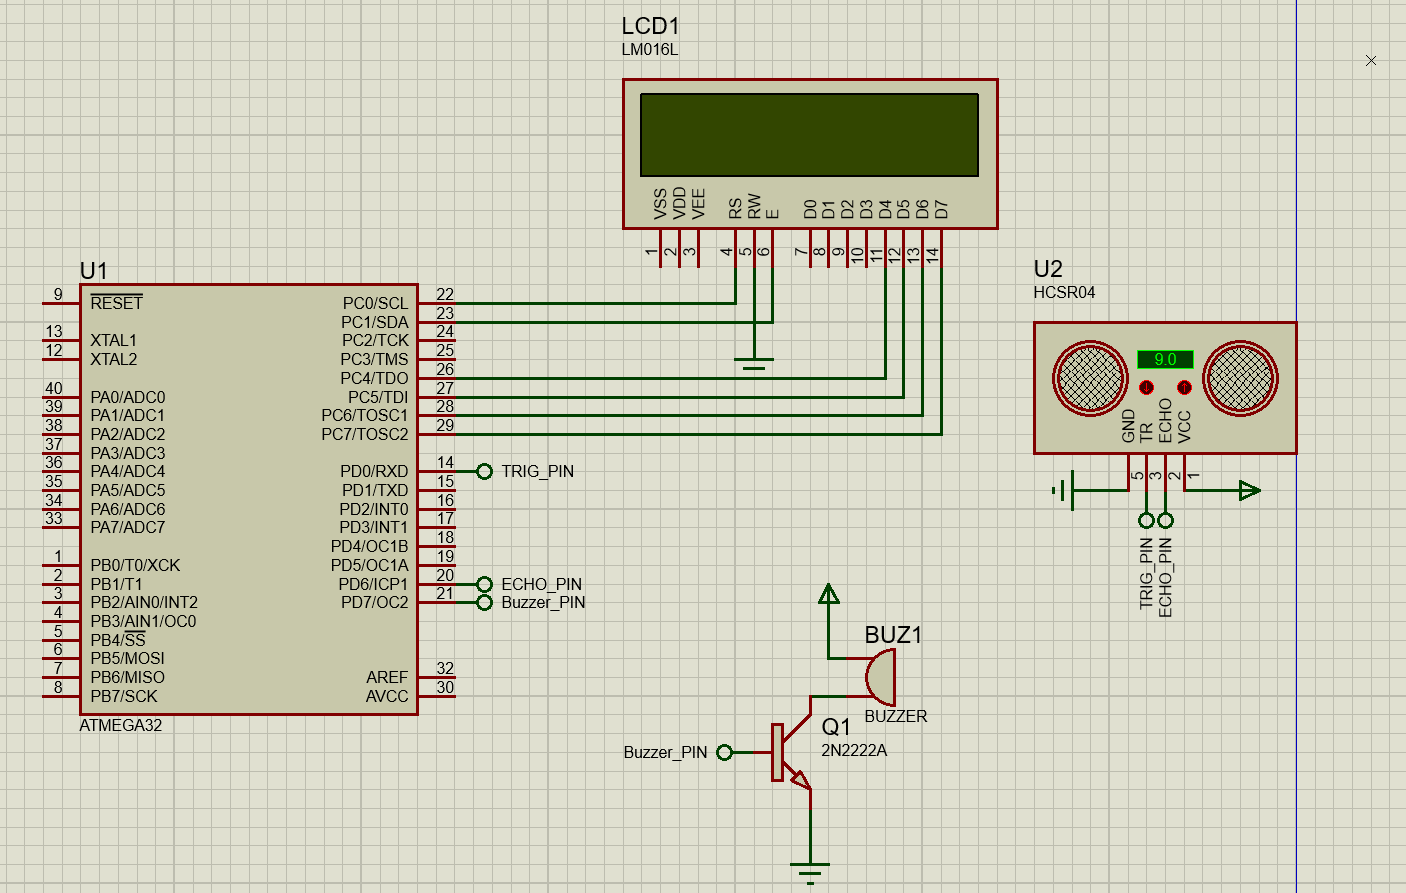 LCD1
LM016L
VSS
VDD
VEE
RS
RW
E
D0
D1
D2
D3
D4
D5
D6
D7
1
2
3
4
5
6
7
8
9
10
11
12
13
14
U1
9 RESET
13 XTAL1
12 XTAL2
40 PA0/ADC0
39 PA1/ADC1
38 PA2/ADC2
37 PA3/ADC3
36 PA4/ADC4
35 PA5/ADC5
34 PA6/ADC6
33 PA7/ADC7
1 PB0/T0/XCK
2 PB1/T1
3 PB2/AIN0/INT2
4 PB3/AIN1/OC0
5 PB4/SS
6 PB5/MOSI
7 PB6/MISO
8 PB7/SCK
PC0/SCL 22
PC1/SDA 23
PC2/TCK 24
PC3/TMS 25
PC4/TDO 26
PC5/TDI 27
PC6/TOSC1 28
PC7/TOSC2 29
PD0/RXD 14 TRIG_PIN
PD1/TXD 15
PD2/INT0 16
PD3/INT1 17
PD4/OC1B 18
PD5/OC1A 19
PD6/ICP1 20 ECHO_PIN
PD7/OC2 21 Buzzer_PIN
AREF 32
AVCC 30
ATMEGA32
U2
HCSR04
9.0
GND
TR
ECHO
VCC
5
3
2
1
TRIG_PIN
ECHO_PIN
BUZ1
BUZZER
Q1
2N2222A
Buzzer_PIN